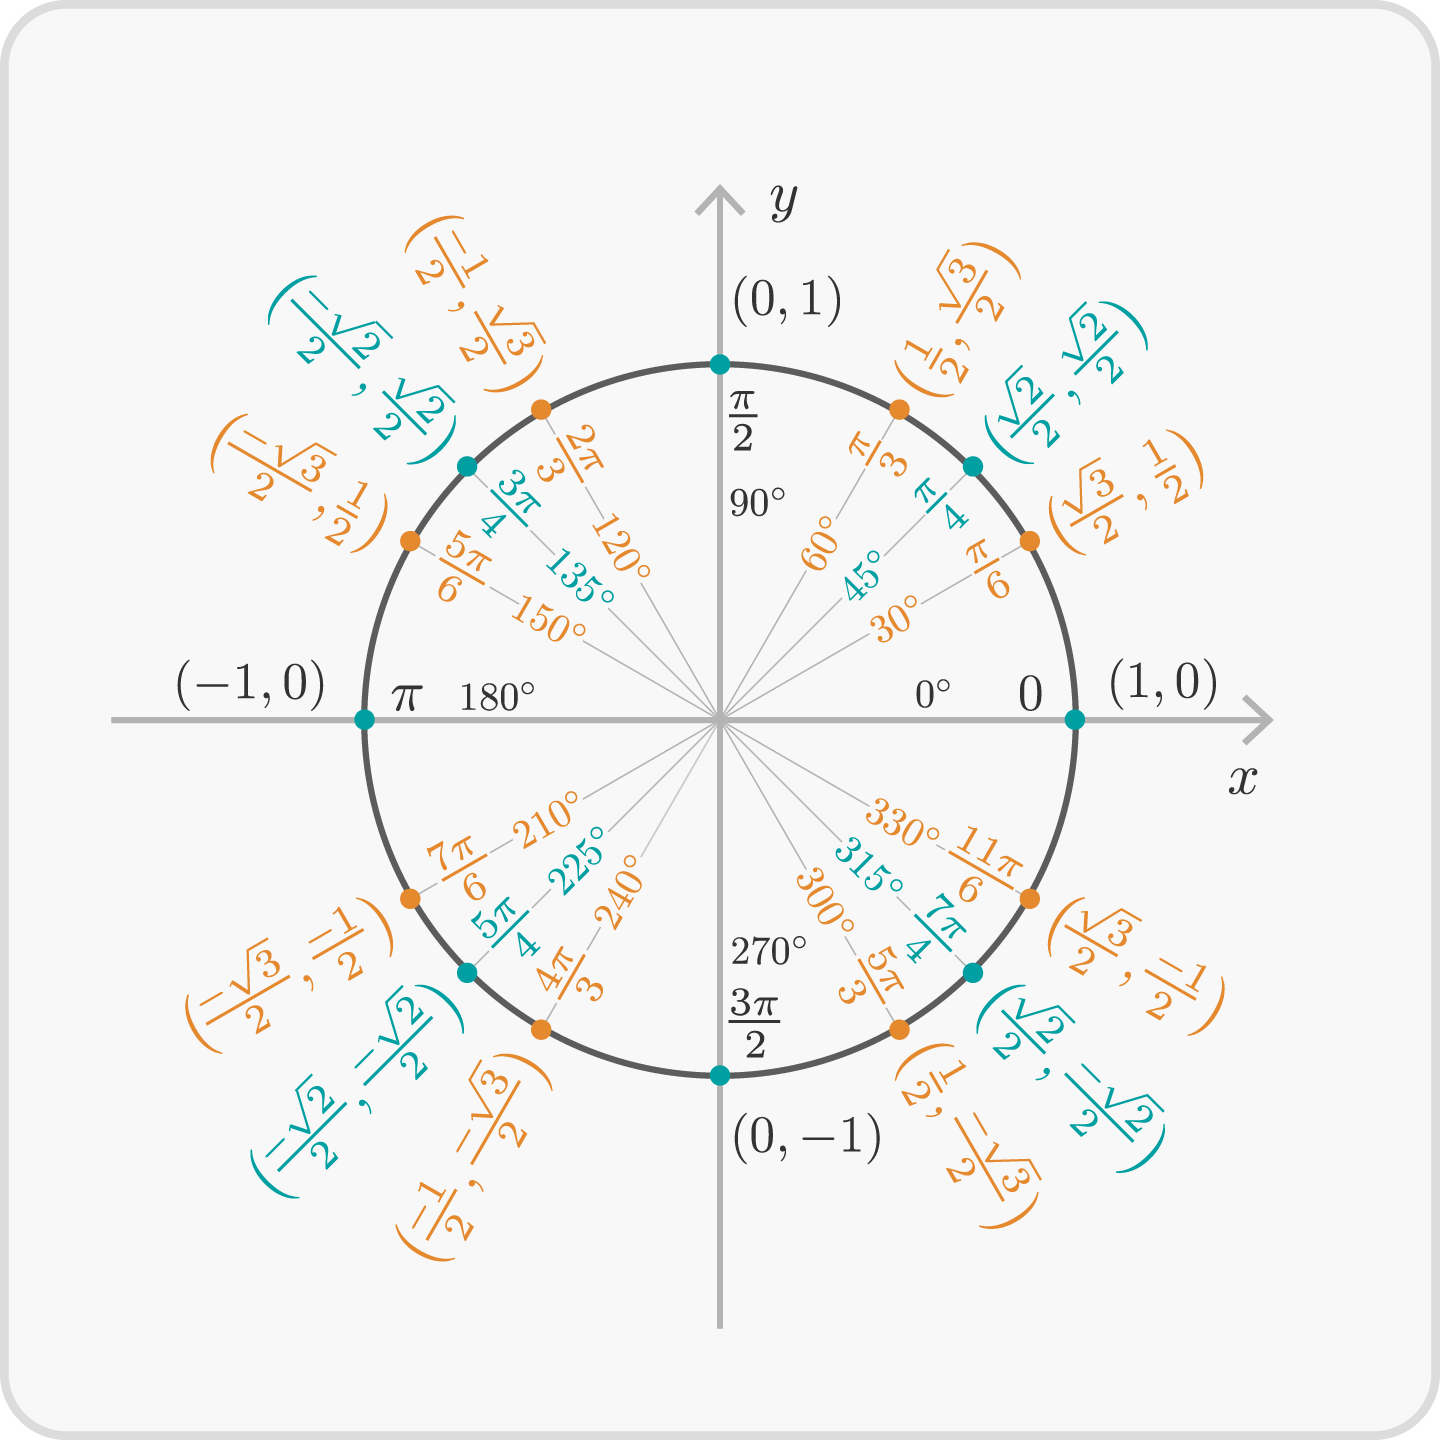 y
(0, 1)
π/2
90°
(1/2, √3/2)
π/3
60°
(√2/2, √2/2)
π/4
45°
(√3/2, 1/2)
π/6
30°
(1, 0)
0
0°
x
(−1/2, √3/2)
2π/3
120°
(−√2/2, √2/2)
3π/4
135°
(−√3/2, 1/2)
5π/6
150°
(−1, 0)
π
180°
210°
7π/6
(−√3/2, −1/2)
225°
5π/4
(−√2/2, −√2/2)
240°
4π/3
(−1/2, −√3/2)
270°
3π/2
(0, −1)
300°
5π/3
(1/2, −√3/2)
315°
7π/4
(√2/2, −√2/2)
330°
11π/6
(√3/2, −1/2)